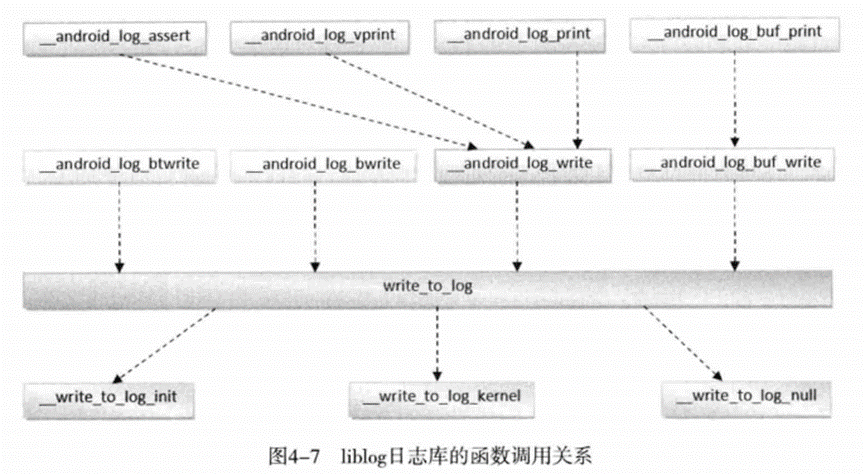 __android_log_assert
__android_log_vprint
__android_log_print
__android_log_buf_print
__android_log_btwrite
__android_log_bwrite
__android_log_write
__android_log_buf_write
write_to_log
__write_to_log_init
__write_to_log_kernel
__write_to_log_null
图4-7 liblog日志库的函数调用关系